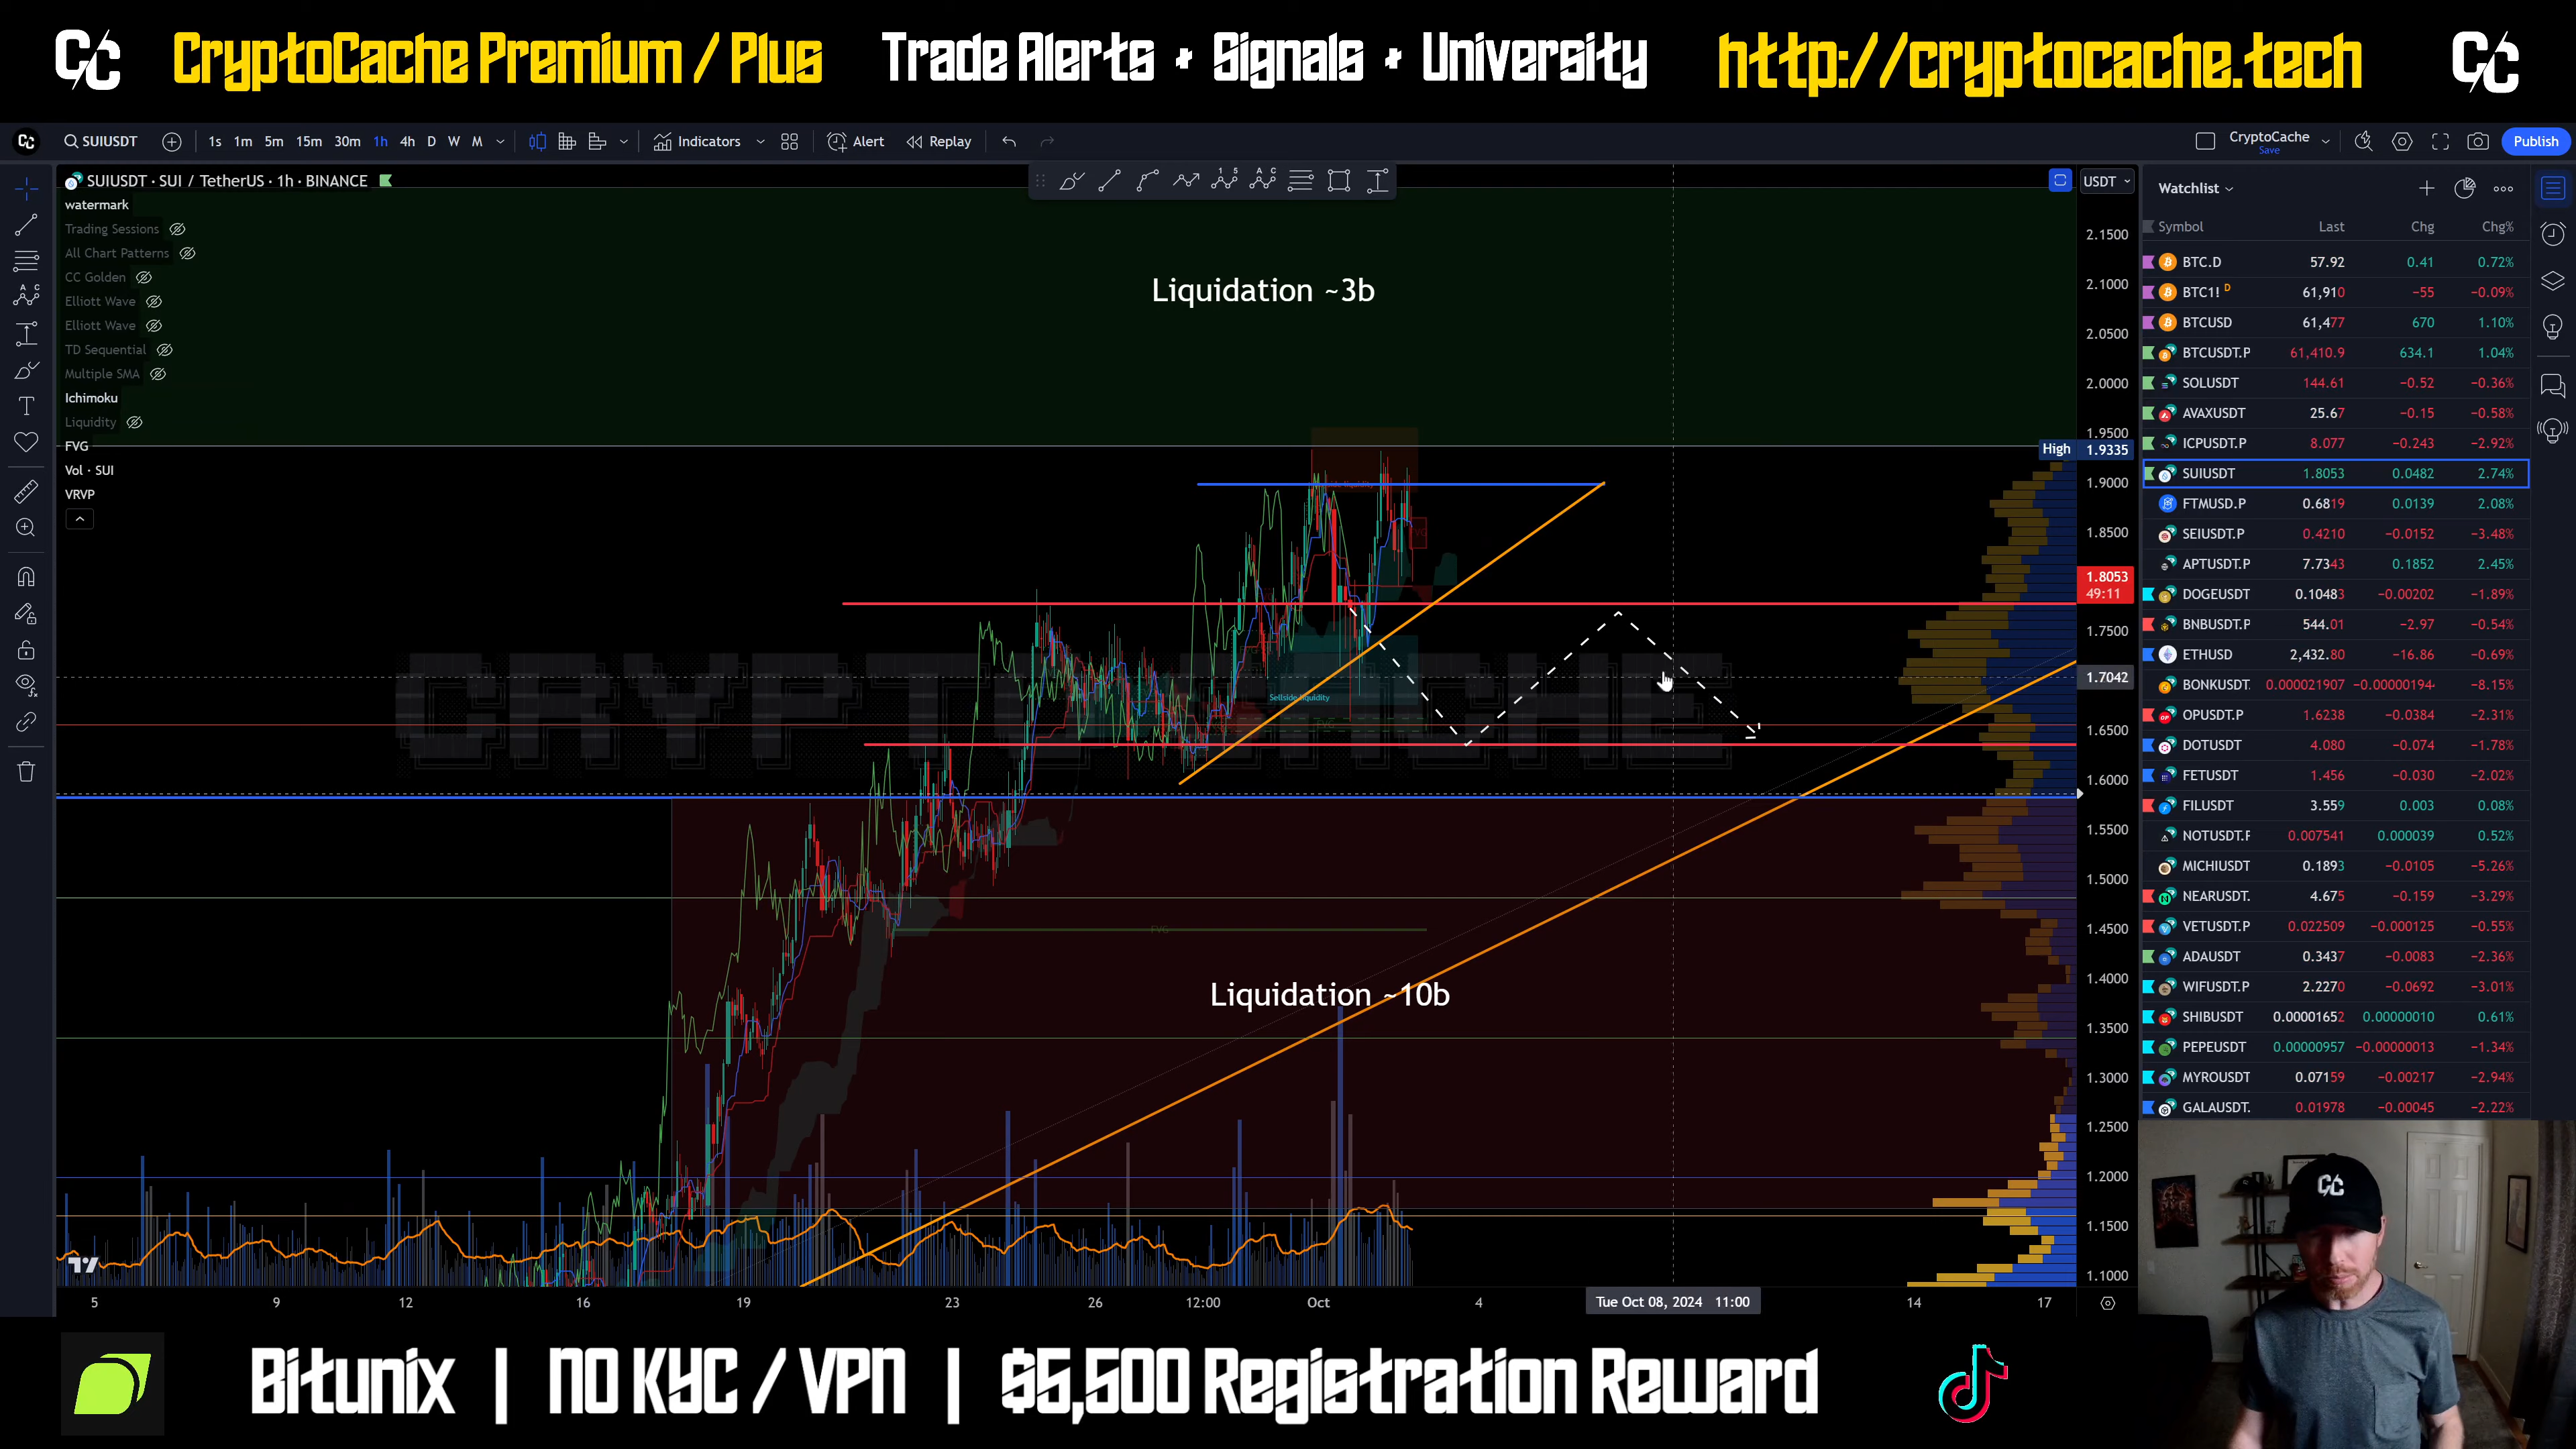 CC CryptoCache Premium / Plus Trade Alerts + Signals + University http://cryptocache.tech CC
SUIUSDT 1s 1m 5m 15m 30m 1h 4h D W M Indicators Alert Replay CryptoCache Save Publish
SUIUSDT · SUI / TetherUS · 1h · BINANCE
watermark
Trading Sessions
All Chart Patterns
CC Golden
Elliott Wave
Elliott Wave
TD Sequential
Multiple SMA
Ichimoku
Liquidity
FVG
Vol · SUI
VRVP
Liquidation ~3b
Sellside liquidity
FVG
FVG
Liquidation ~10b
CRYPTOCACHE
USDT
2.1500
2.1000
2.0500
2.0000
1.9500
High 1.9335
1.9000
1.8500
1.8053
49:11
1.7500
1.7042
1.6500
1.6000
1.5500
1.5000
1.4500
1.4000
1.3500
1.3000
1.2500
1.2000
1.1500
1.1000
5 9 12 16 19 23 26 12:00 Oct 4 Tue Oct 08, 2024 11:00 14 17
Watchlist
Symbol Last Chg Chg%
BTC.D 57.92 0.41 0.72%
BTC1! D 61,910 −55 −0.09%
BTCUSD 61,477 670 1.10%
BTCUSDT.P 61,410.9 634.1 1.04%
SOLUSDT 144.61 −0.52 −0.36%
AVAXUSDT 25.67 −0.15 −0.58%
ICPUSDT.P 8.077 −0.243 −2.92%
SUIUSDT 1.8053 0.0482 2.74%
FTMUSD.P 0.6819 0.0139 2.08%
SEIUSDT.P 0.4210 −0.0152 −3.48%
APTUSDT.P 7.7343 0.1852 2.45%
DOGEUSDT 0.10483 −0.00202 −1.89%
BNBUSDT.P 544.01 −2.97 −0.54%
ETHUSD 2,432.80 −16.86 −0.69%
BONKUSDT. 0.000021907 −0.00000194 −8.15%
OPUSDT.P 1.6238 −0.0384 −2.31%
DOTUSDT 4.080 −0.074 −1.78%
FETUSDT 1.456 −0.030 −2.02%
FILUSDT 3.559 0.003 0.08%
NOTUSDT.F 0.007541 0.000039 0.52%
MICHIUSDT 0.1893 −0.0105 −5.26%
NEARUSDT. 4.675 −0.159 −3.29%
VETUSDT.P 0.022509 −0.000125 −0.55%
ADAUSDT 0.3437 −0.0083 −2.36%
WIFUSDT.P 2.2270 −0.0692 −3.01%
SHIBUSDT 0.00001652 0.00000010 0.61%
PEPEUSDT 0.00000957 −0.00000013 −1.34%
MYROUSDT 0.07159 −0.00217 −2.94%
GALAUSDT. 0.01978 −0.00045 −2.22%
CC
Bitunix | NO KYC / VPN | $5,500 Registration Reward